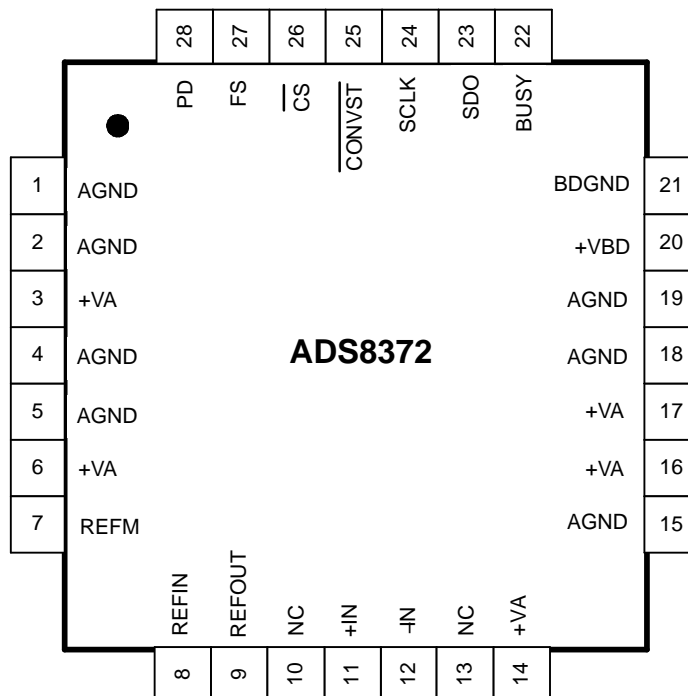 28 27 26 25 24 23 22
PD FS CS CONVST SCLK SDO BUSY
1 AGND BDGND 21
2 AGND +VBD 20
3 +VA AGND 19
4 AGND ADS8372 AGND 18
5 AGND +VA 17
6 +VA +VA 16
7 REFM AGND 15
REFIN REFOUT NC +IN -IN NC +VA
8 9 10 11 12 13 14